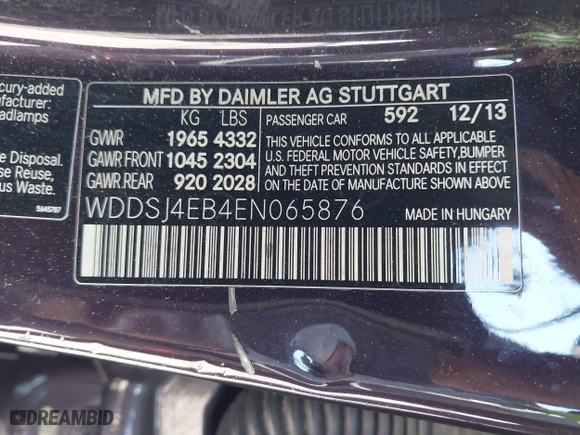 MFD BY DAIMLER AG STUTTGART
KG LBS
GVWR 1965 4332
GAWR FRONT 1045 2304
GAWR REAR 920 2028
PASSENGER CAR 592 12/13
THIS VEHICLE CONFORMS TO ALL APPLICABLE
U.S. FEDERAL MOTOR VEHICLE SAFETY,BUMPER
AND THEFT PREVENTION STANDARDS IN EFFECT
ON THE DATE OF MANUFACTURE SHOWN ABOVE.
WDDSJ4EB4EN065876
MADE IN HUNGARY
cury-added
nufacturer:
adlamps
e Disposal.
se Reuse,
us Waste.
5645787
DREAMBID